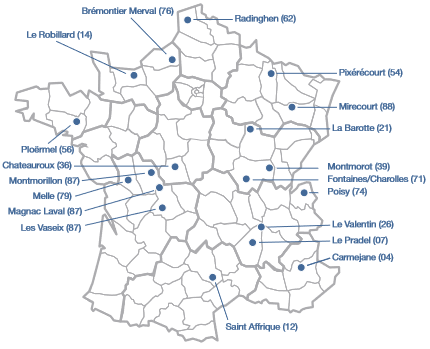 Brémontier Merval (76)
Radinghen (62)
Le Robillard (14)
Pixérécourt (54)
Mirecourt (88)
La Barotte (21)
Ploërmel (56)
Chateauroux (36)
Montmorot (39)
Montmorillon (87)
Fontaines/Charolles (71)
Melle (79)
Poisy (74)
Magnac Laval (87)
Les Vaseix (87)
Le Valentin (26)
Le Pradel (07)
Carmejane (04)
Saint Affrique (12)